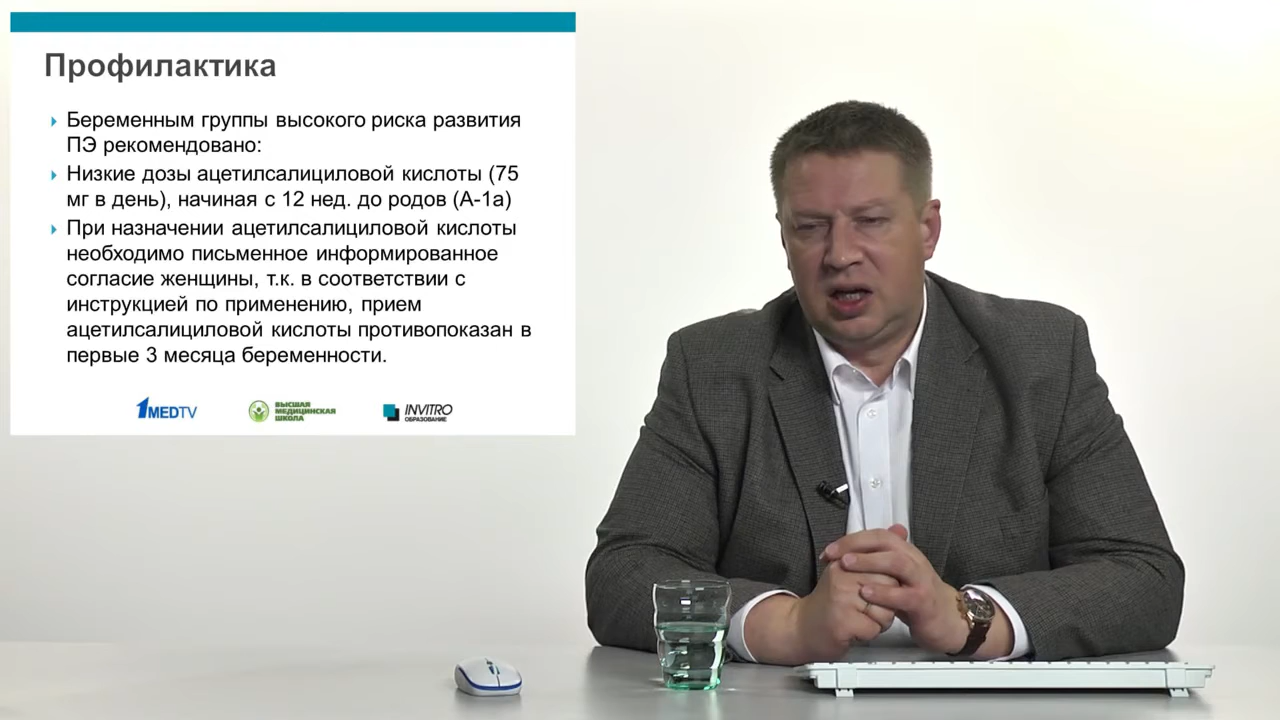 Профилактика
Беременным группы высокого риска развития
ПЭ рекомендовано:
Низкие дозы ацетилсалициловой кислоты (75
мг в день), начиная с 12 нед. до родов (А-1а)
При назначении ацетилсалициловой кислоты
необходимо письменное информированное
согласие женщины, т.к. в соответствии с
инструкцией по применению, прием
ацетилсалициловой кислоты противопоказан в
первые 3 месяца беременности.
1MEDTV
ВЫСШАЯ
МЕДИЦИНСКАЯ
ШКОЛА
INVITRO
ОБРАЗОВАНИЕ